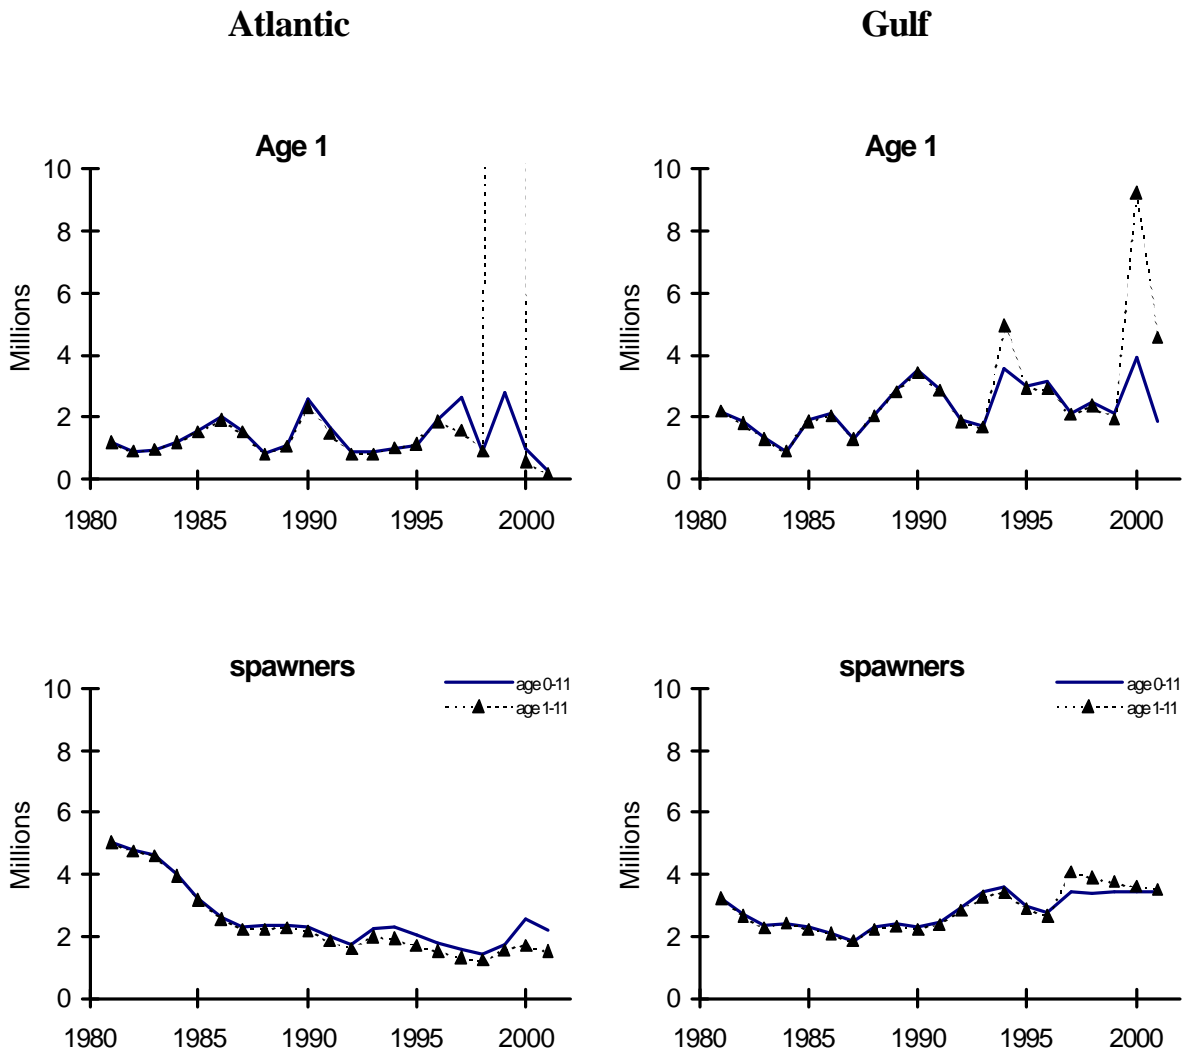 Atlantic Gulf
Age 1 Age 1
10 10
8 8
6 6
Millions Millions
4 4
2 2
0 0
1980 1985 1990 1995 2000 1980 1985 1990 1995 2000
spawners spawners
10 age 0-11 10 age 0-11
age 1-11 age 1-11
8 8
6 6
Millions Millions
4 4
2 2
0 0
1980 1985 1990 1995 2000 1980 1985 1990 1995 2000